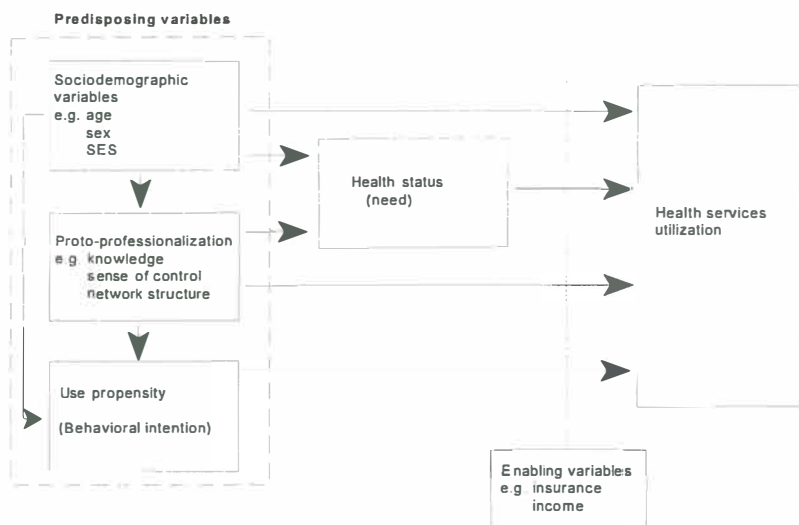 Predisposing variables
Sociodemographic
variables
e.g. age
sex
SES
Health status
(need)
Health services
utilization
Proto-professionalization
e.g. knowledge
sense of control
network structure
Use propensity
(Behavioral intention)
Enabling variables
e.g. insurance
income